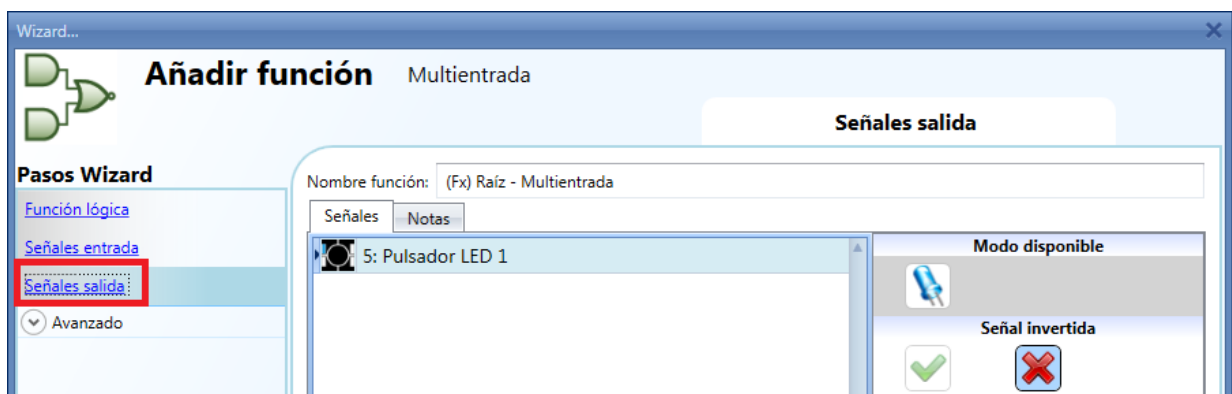 Wizard...
Añadir función Multientrada
Señales salida
Pasos Wizard
Función lógica
Señales entrada
Señales salida
Avanzado
Nombre función: (Fx) Raíz - Multientrada
Señales Notas
5: Pulsador LED 1
Modo disponible
Señal invertida